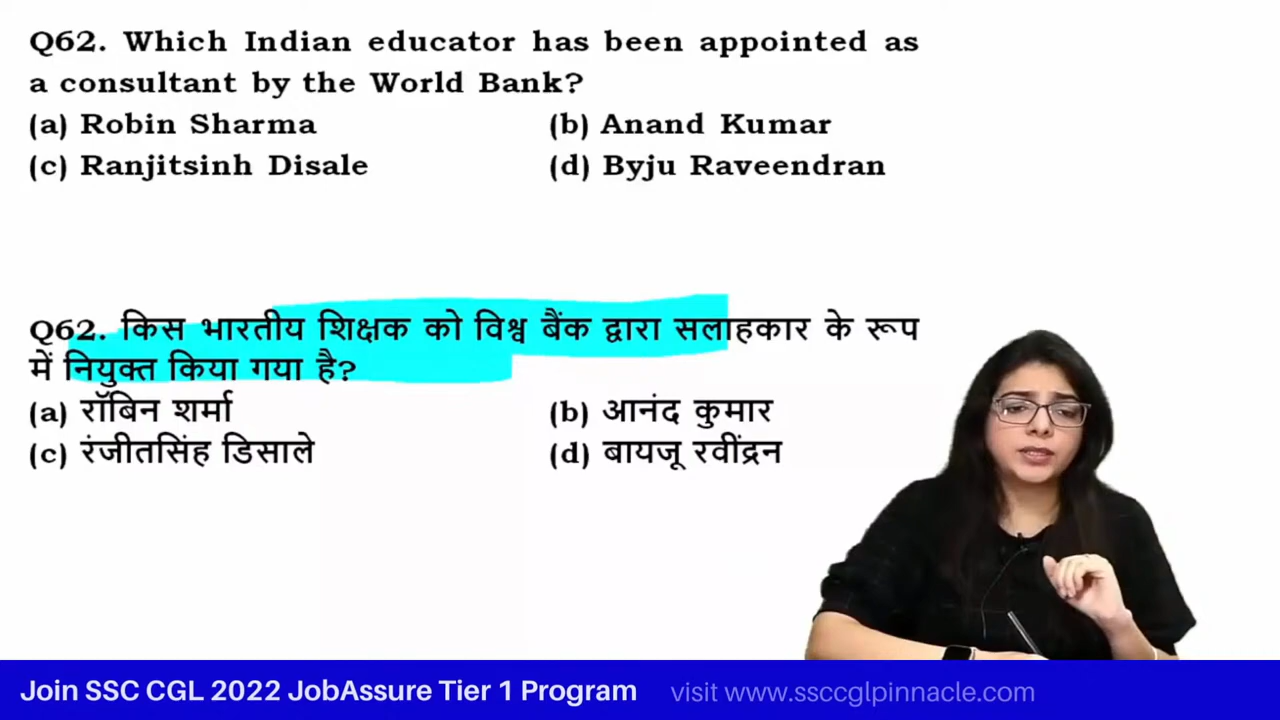 Q62. Which Indian educator has been appointed as
a consultant by the World Bank?
(a) Robin Sharma (b) Anand Kumar
(c) Ranjitsinh Disale (d) Byju Raveendran
Q62. किस भारतीय शिक्षक को विश्व बैंक द्वारा सलाहकार के रूप
में नियुक्त किया गया है?
(a) रॉबिन शर्मा (b) आनंद कुमार
(c) रंजीतसिंह डिसाले (d) बायजू रवींद्रन
Join SSC CGL 2022 JobAssure Tier 1 Program visit www.ssccglpinnacle.com